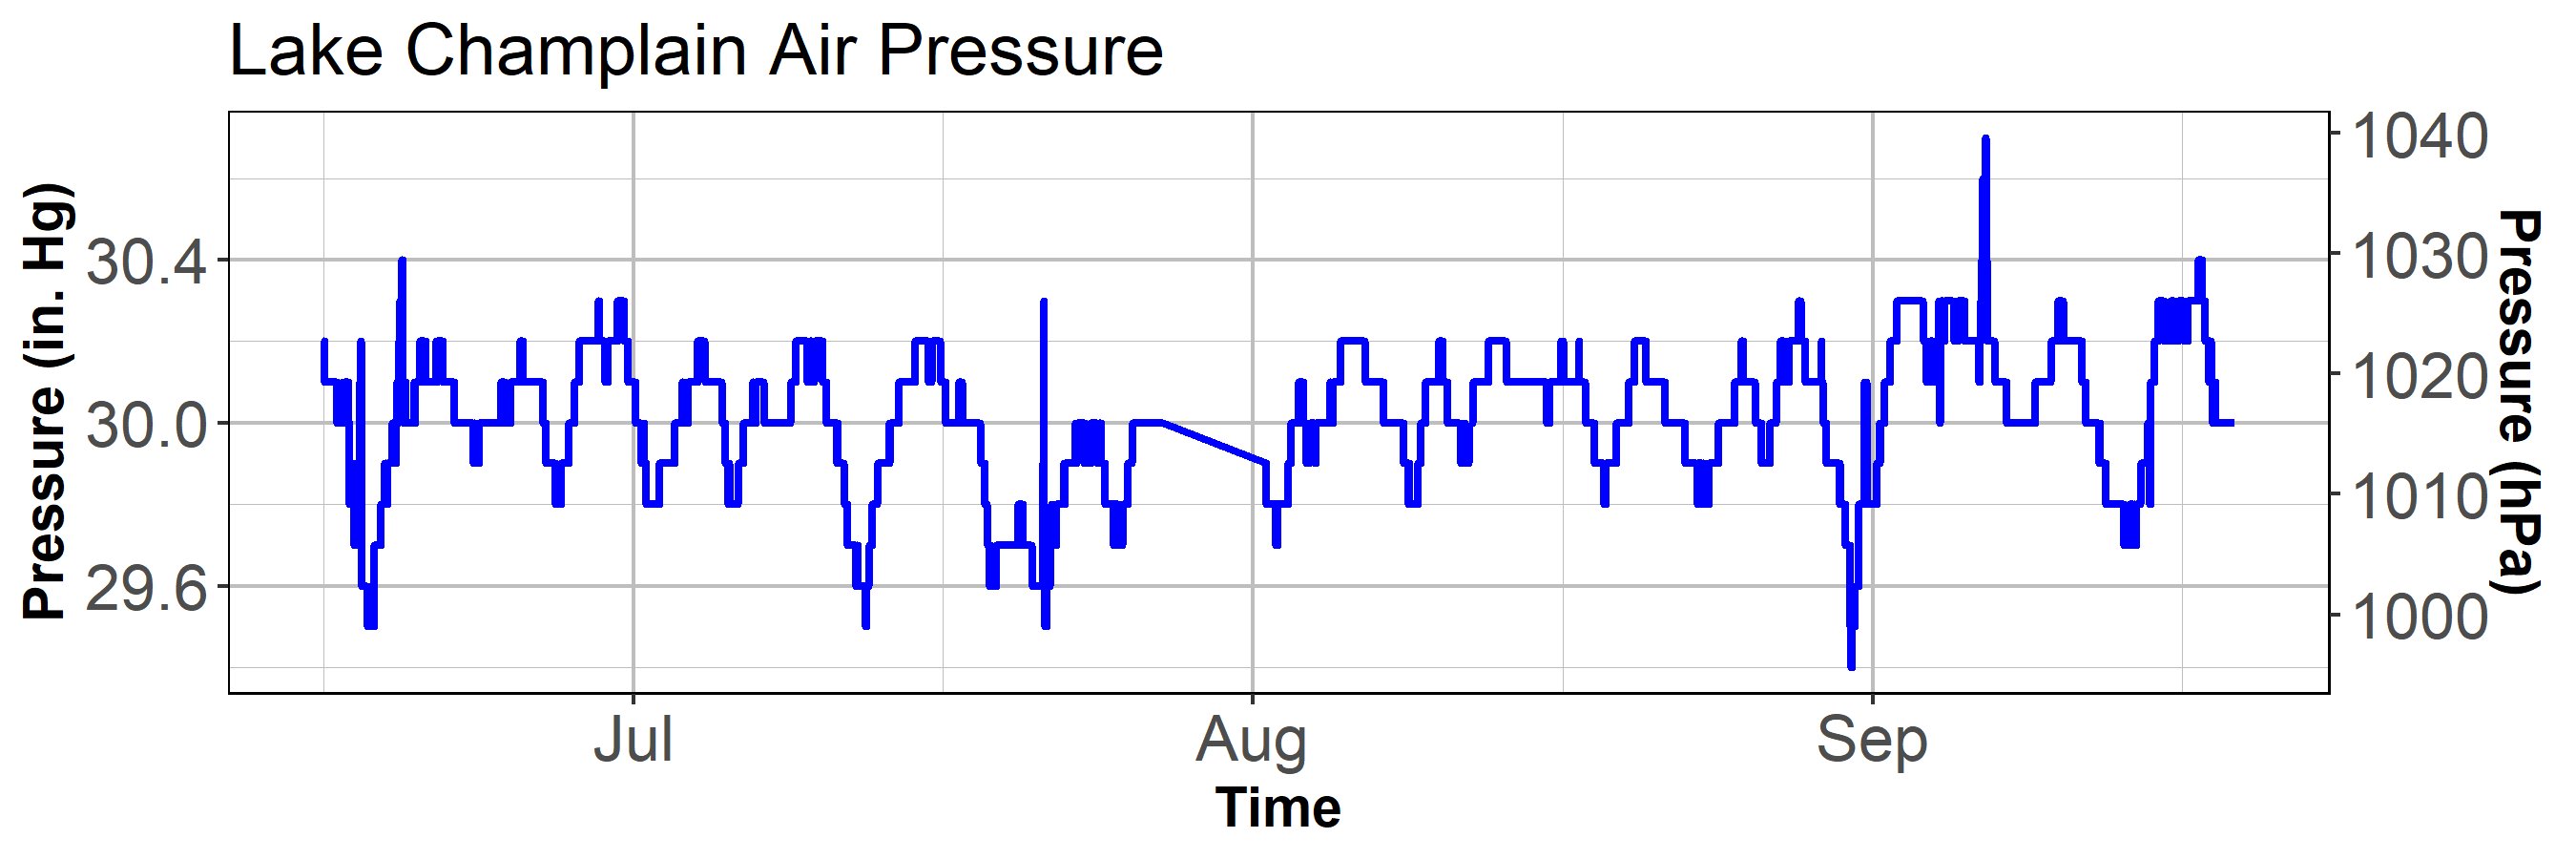 Lake Champlain Air Pressure
Pressure (in. Hg)
30.4
30.0
29.6
1040
1030
1020
1010
1000
Pressure (hPa)
Jul
Aug
Sep
Time